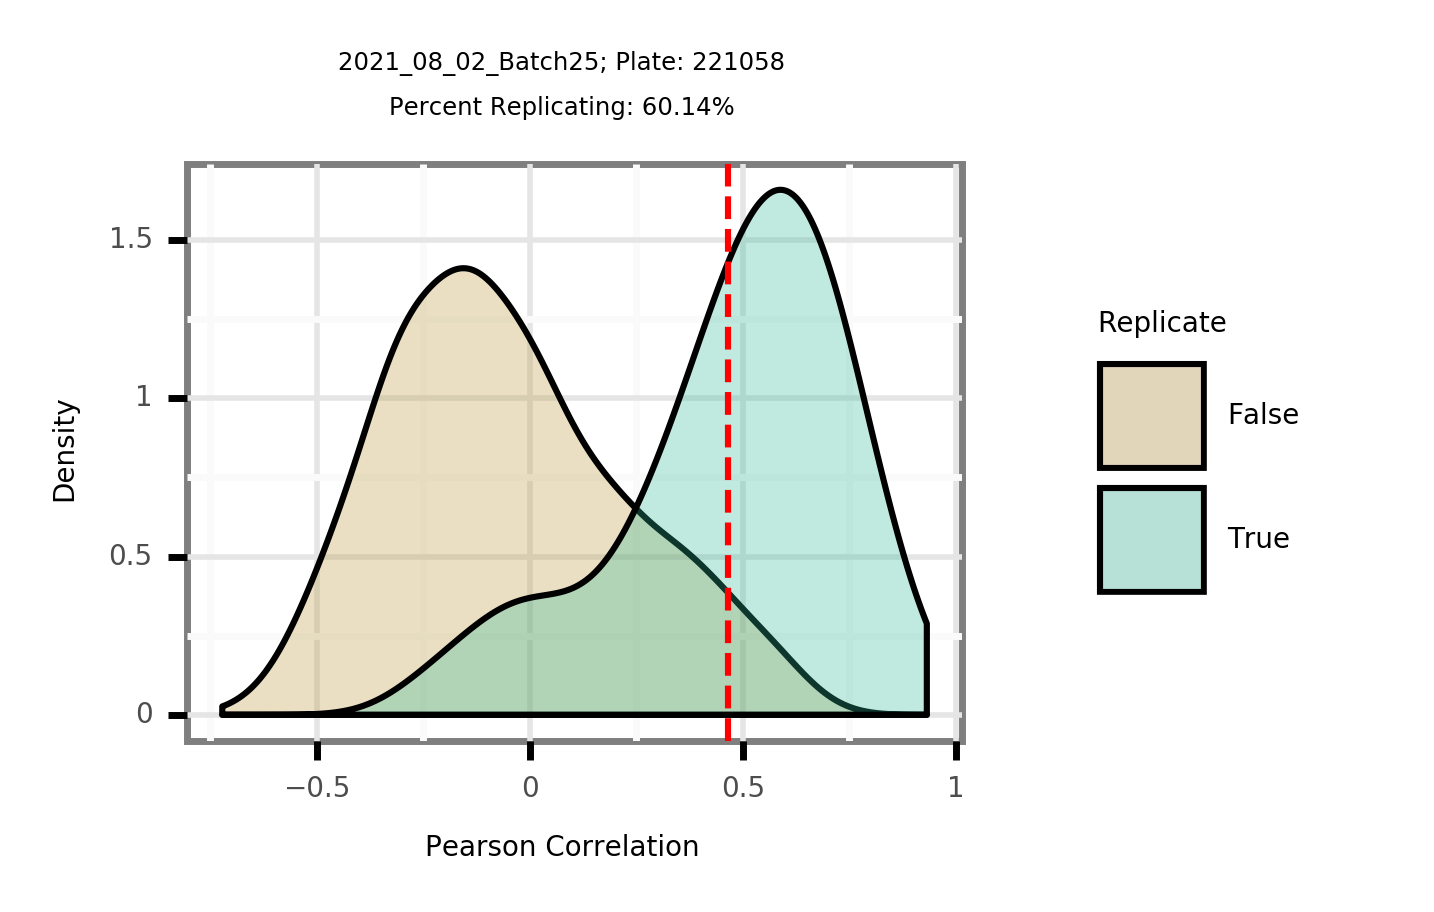 2021_08_02_Batch25; Plate: 221058
Percent Replicating: 60.14%
1.5
1
0.5
0
Density
−0.5
0
0.5
1
Pearson Correlation
Replicate
False
True